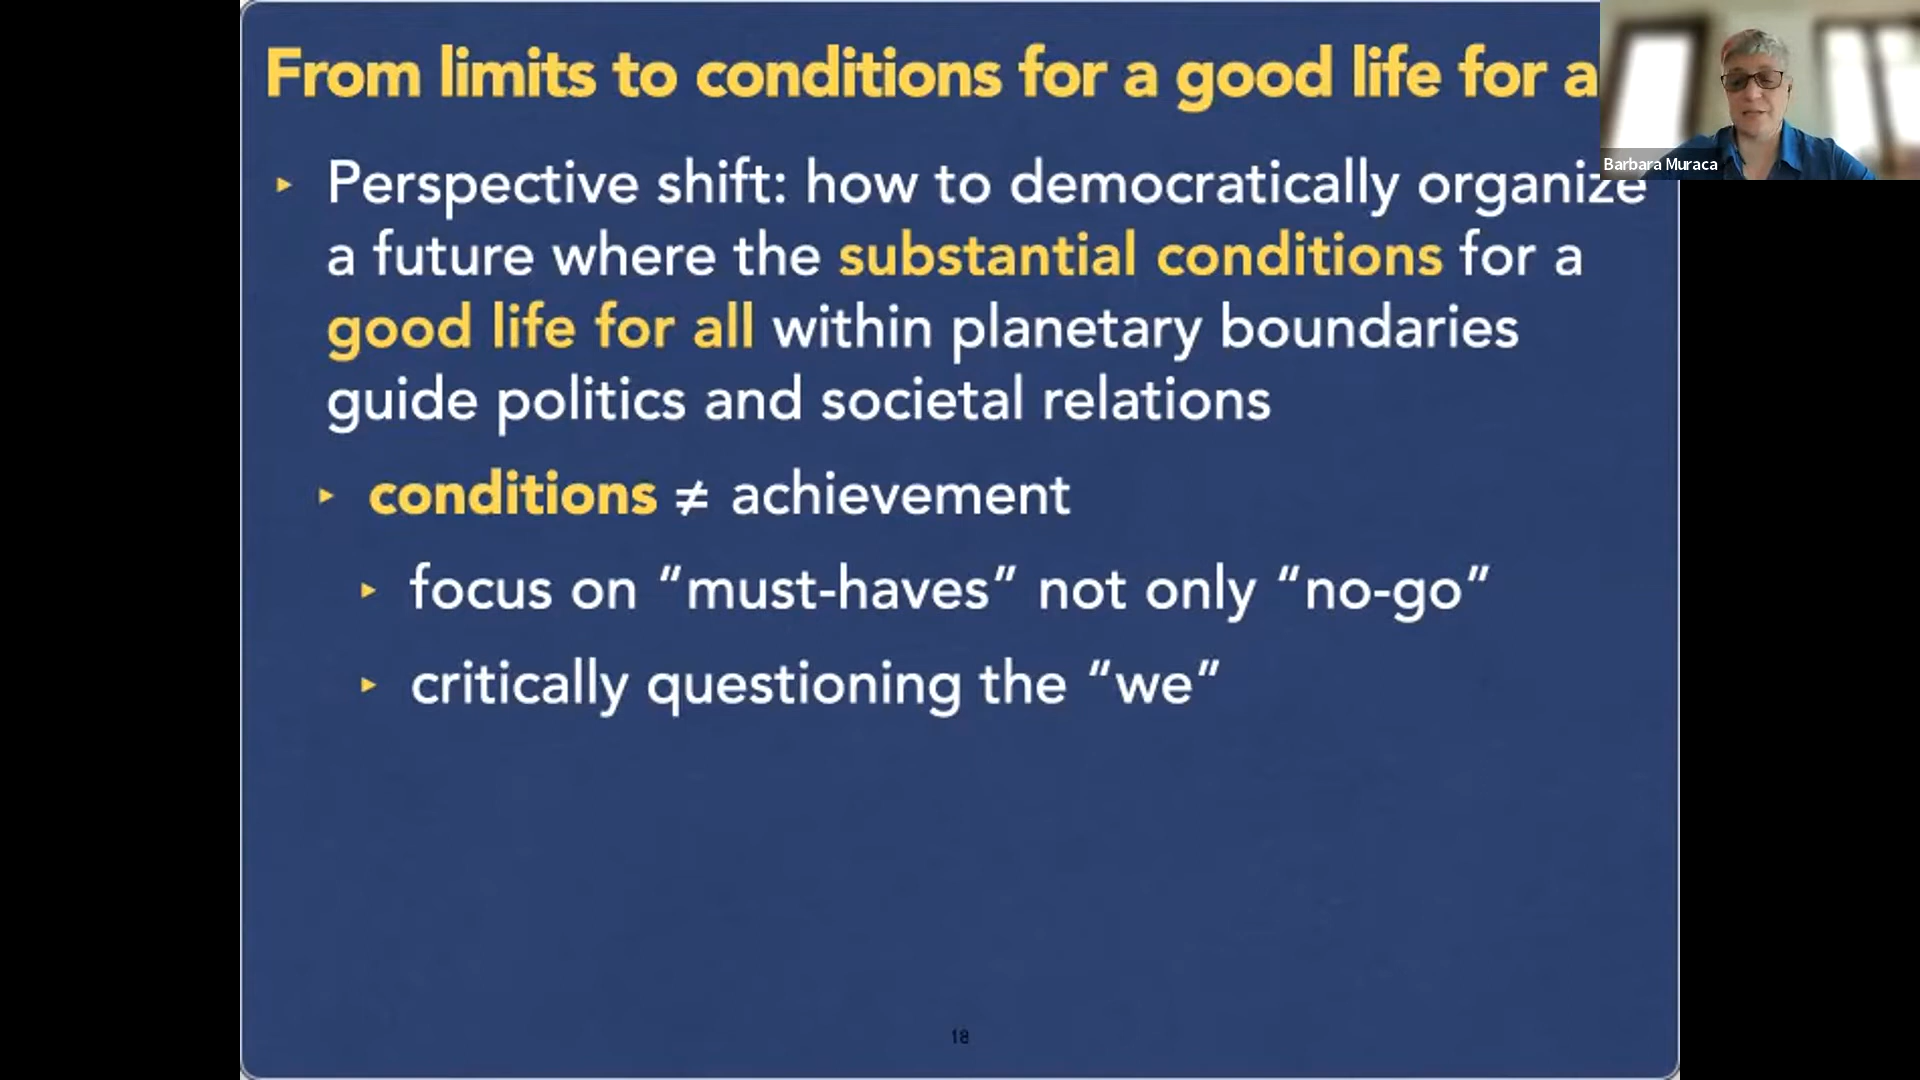 From limits to conditions for a good life for a
Barbara Muraca
▸ Perspective shift: how to democratically organize
a future where the substantial conditions for a
good life for all within planetary boundaries
guide politics and societal relations
▸ conditions ≠ achievement
▸ focus on “must-haves” not only “no-go”
▸ critically questioning the “we”
18